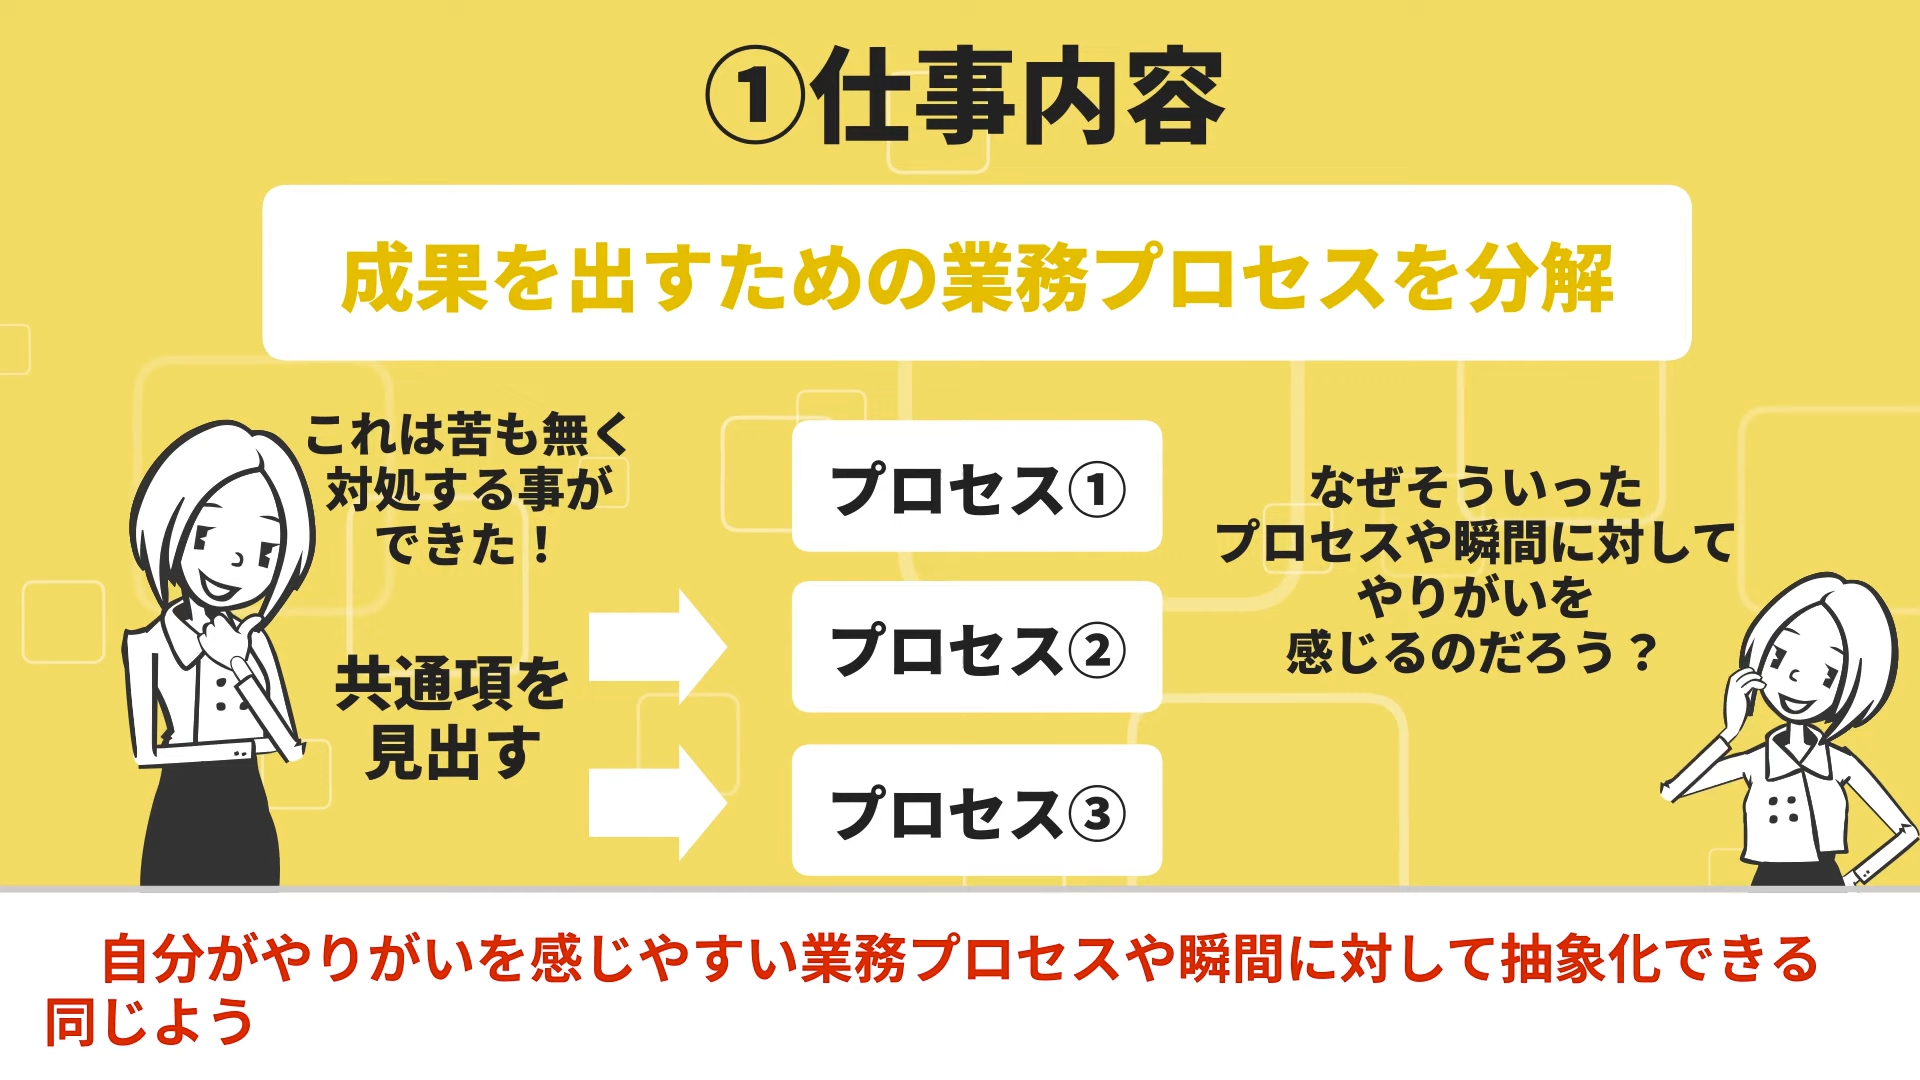 ①仕事内容
成果を出すための業務プロセスを分解
これは苦も無く
対処する事が
できた！
共通項を
見出す
プロセス①
プロセス②
プロセス③
なぜそういった
プロセスや瞬間に対して
やりがいを
感じるのだろう？
自分がやりがいを感じやすい業務プロセスや瞬間に対して抽象化できる
同じよう